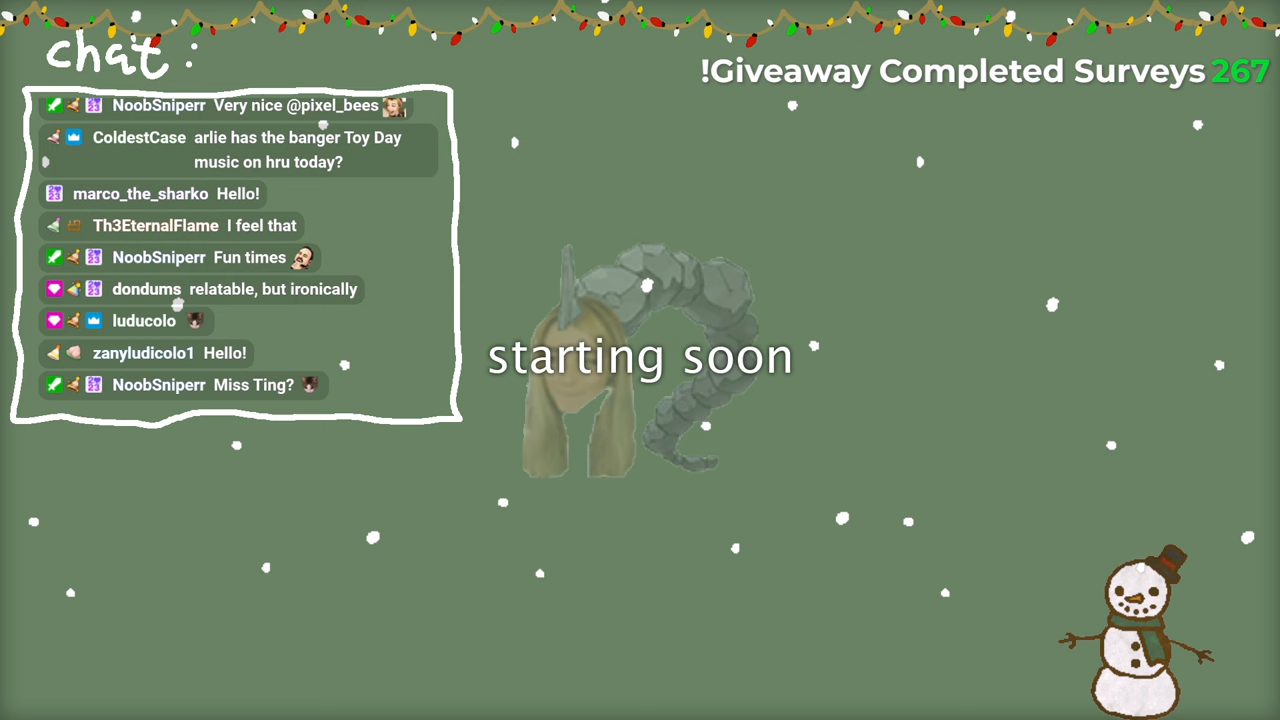 chat:
!Giveaway Completed Surveys 267
NoobSniperr Very nice @pixel_bees
ColdestCase arlie has the banger Toy Day
music on hru today?
marco_the_sharko Hello!
Th3EternalFlame I feel that
NoobSniperr Fun times
dondums relatable, but ironically
luducolo
zanyludicolo1 Hello!
NoobSniperr Miss Ting?
starting soon